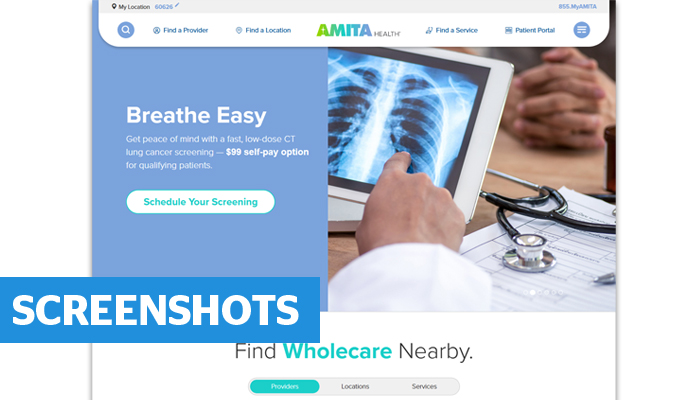 My Location 60626
855.MyAMITA
Find a Provider
Find a Location
AMITA HEALTH
Find a Service
Patient Portal
Breathe Easy
Get peace of mind with a fast, low-dose CT
lung cancer screening — $99 self-pay option
for qualifying patients.
Schedule Your Screening
SCREENSHOTS
Find Wholecare Nearby.
Providers
Locations
Services